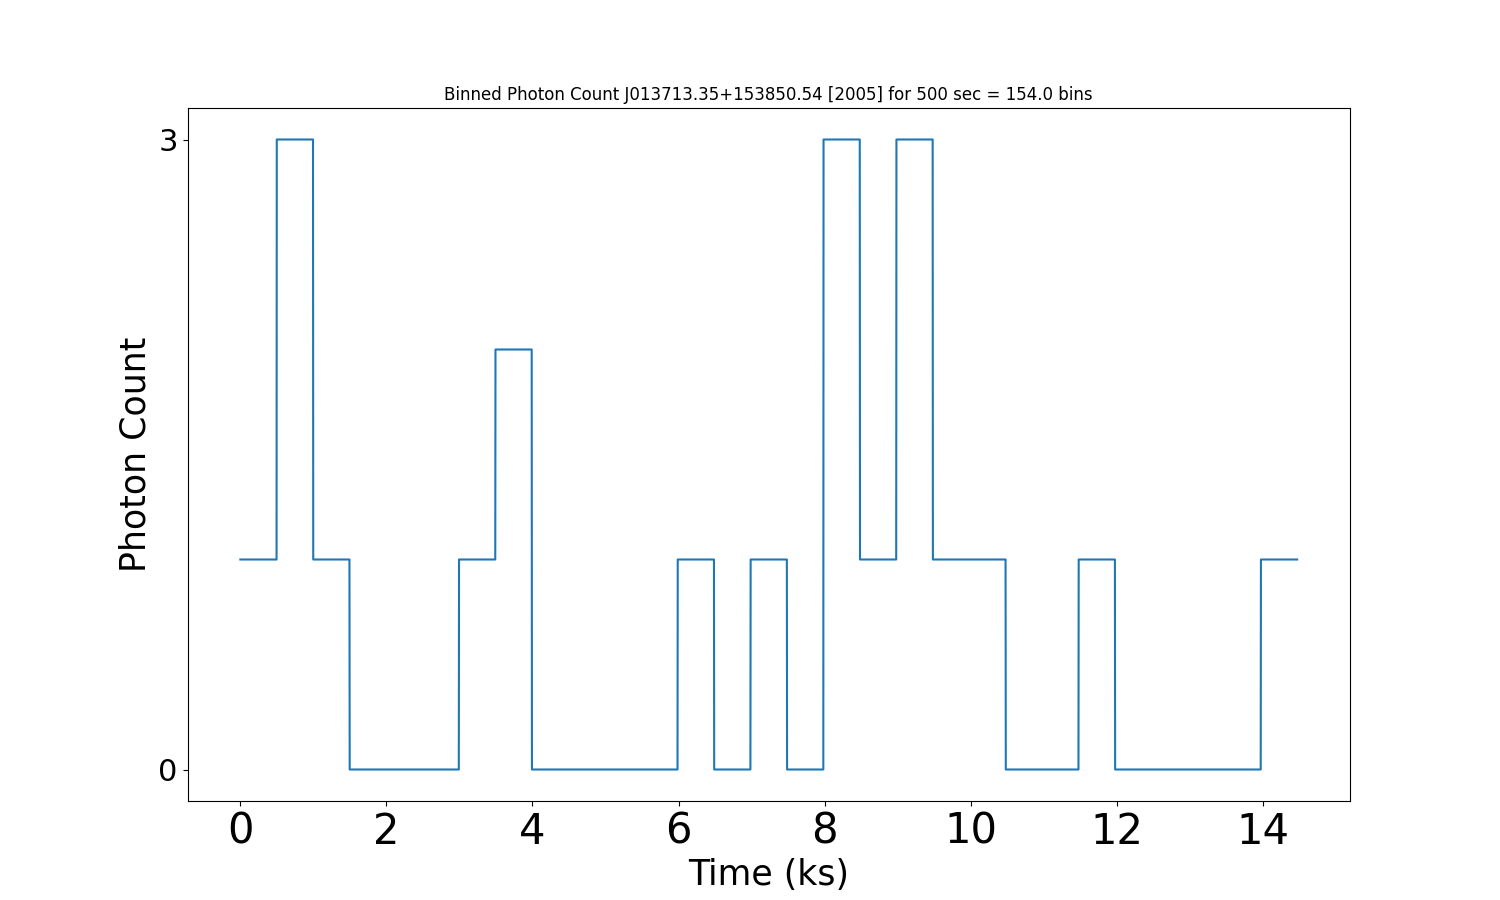 Binned Photon Count J013713.35+153850.54 [2005] for 500 sec = 154.0 bins
3
Photon Count
0
0 2 4 6 8 10 12 14
Time (ks)